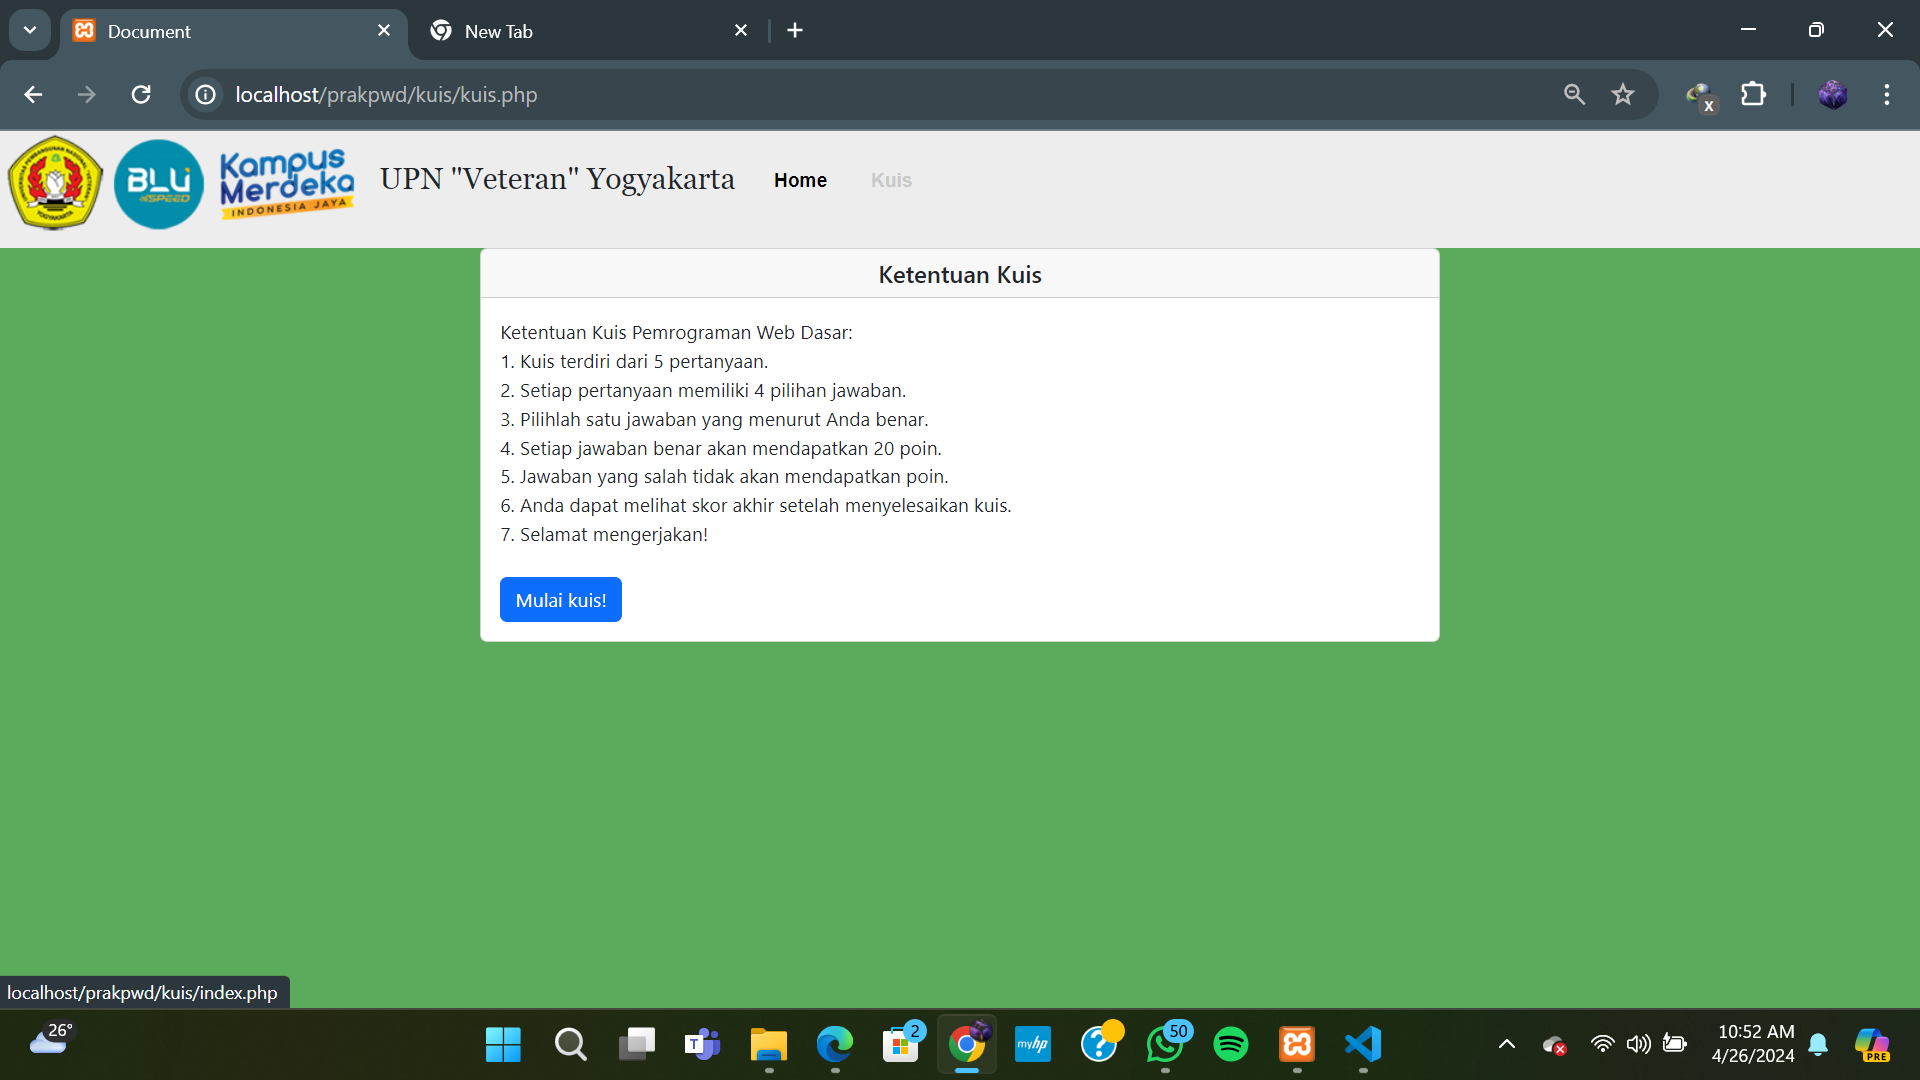 Document
New Tab
localhost/prakpwd/kuis/kuis.php
x
BLU
SPEED
Kampus
Merdeka
INDONESIA JAYA
YOGYAKARTA
UPN "Veteran" Yogyakarta
Home
Kuis
Ketentuan Kuis
Ketentuan Kuis Pemrograman Web Dasar:
1. Kuis terdiri dari 5 pertanyaan.
2. Setiap pertanyaan memiliki 4 pilihan jawaban.
3. Pilihlah satu jawaban yang menurut Anda benar.
4. Setiap jawaban benar akan mendapatkan 20 poin.
5. Jawaban yang salah tidak akan mendapatkan poin.
6. Anda dapat melihat skor akhir setelah menyelesaikan kuis.
7. Selamat mengerjakan!
Mulai kuis!
localhost/prakpwd/kuis/index.php
26°
T
2
myhp
?
50
10:52 AM
4/26/2024
PRE